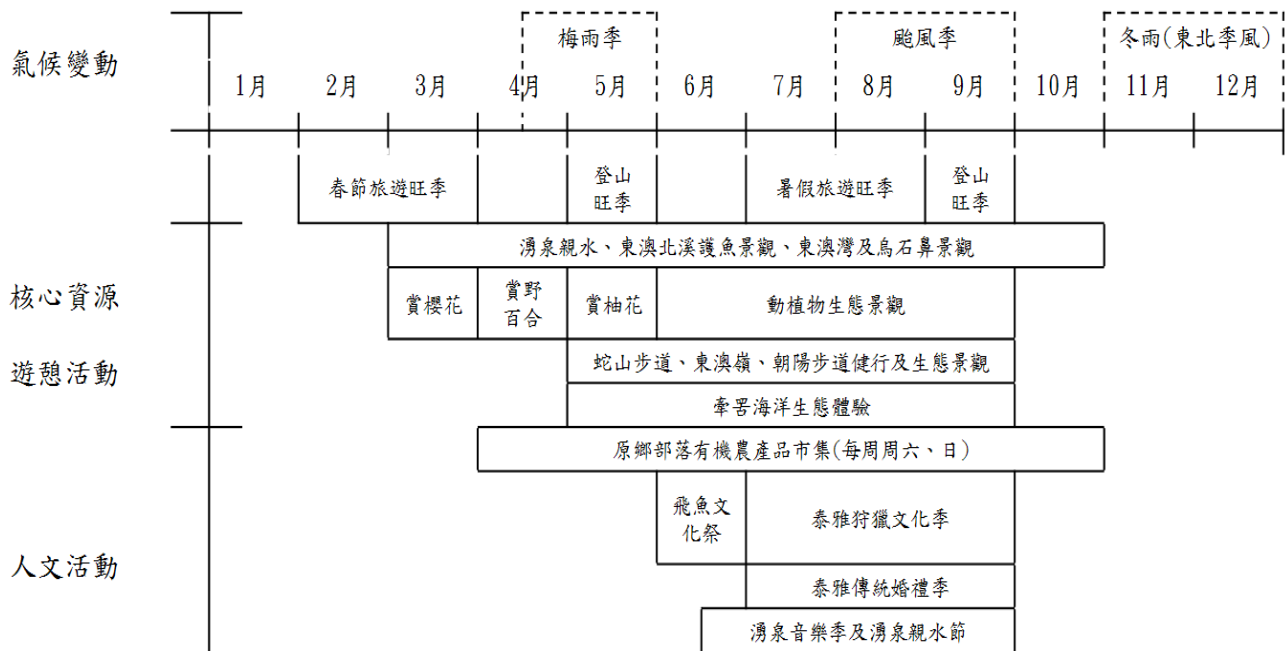 梅雨季
颱風季
冬雨(東北季風)
氣候變動
1月
2月
3月
4月
5月
6月
7月
8月
9月
10月
11月
12月
春節旅遊旺季
登山
旺季
暑假旅遊旺季
登山
旺季
湧泉親水、東澳北溪護魚景觀、東澳灣及烏石鼻景觀
核心資源
賞櫻花
賞野
百合
賞柚花
動植物生態景觀
遊憩活動
蛇山步道、東澳嶺、朝陽步道健行及生態景觀
牽罟海洋生態體驗
原鄉部落有機農產品市集(每周周六、日)
人文活動
飛魚文
化祭
泰雅狩獵文化季
泰雅傳統婚禮季
湧泉音樂季及湧泉親水節